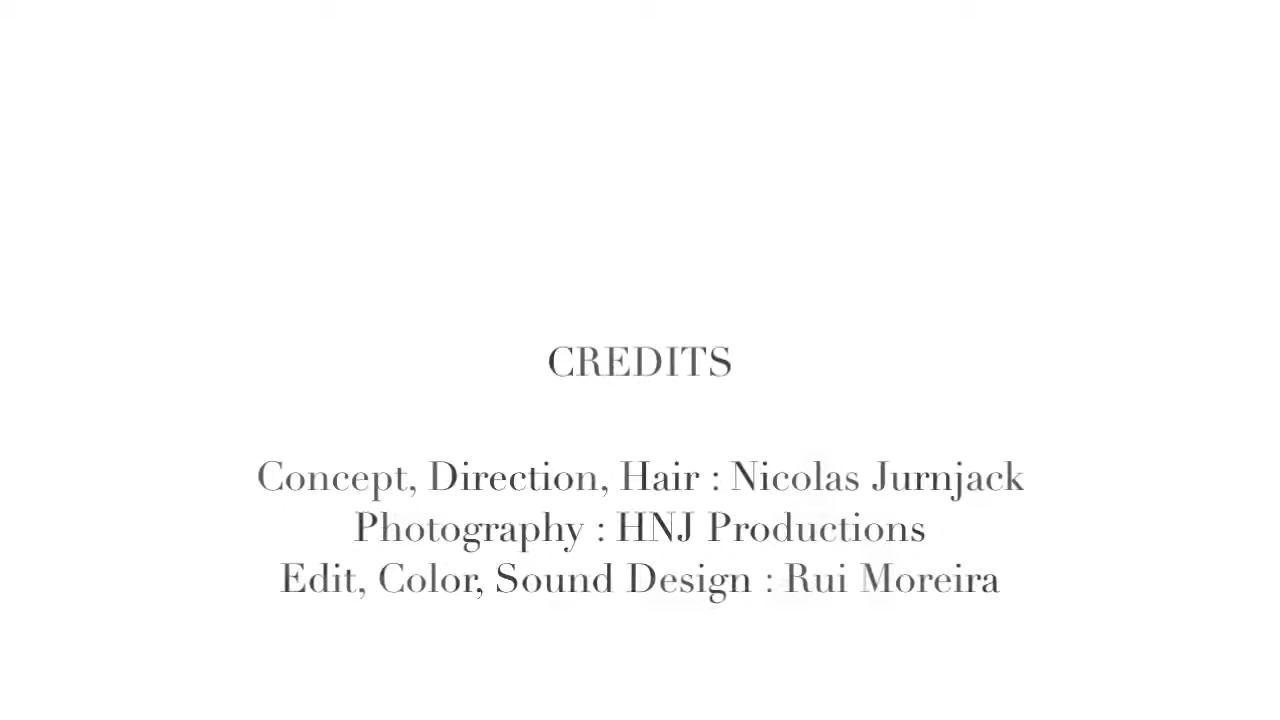 CREDITS
Concept, Direction, Hair : Nicolas Jurnjack
Photography : HNJ Productions
Edit, Color, Sound Design : Rui Moreira